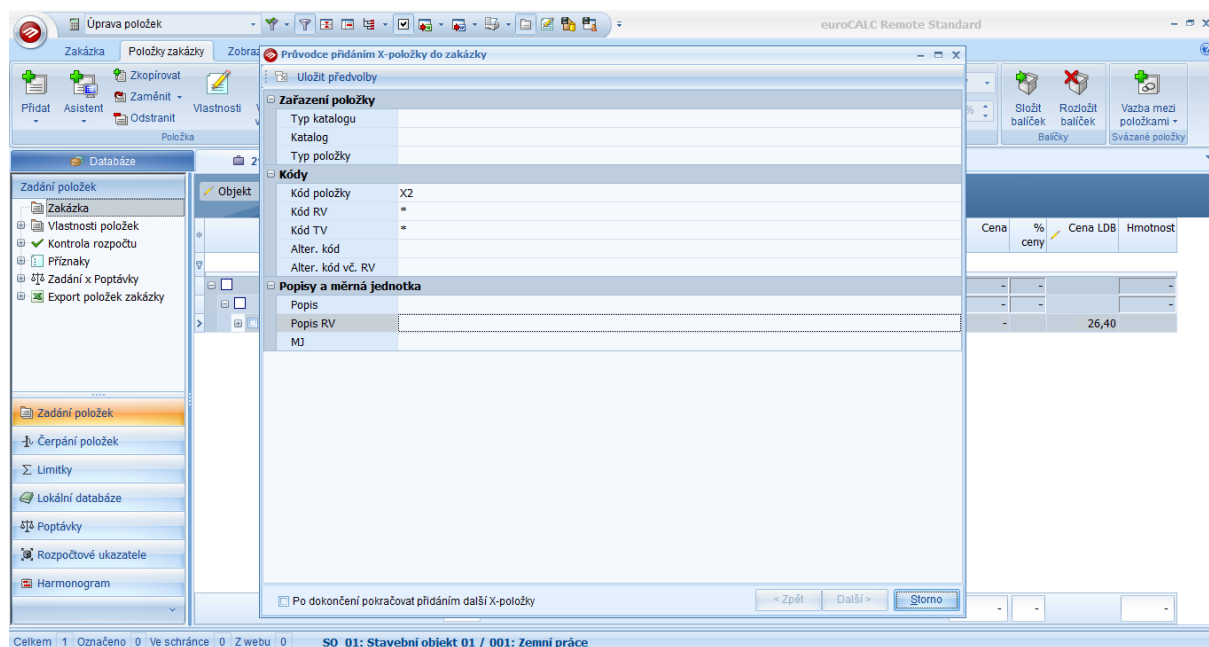 Úprava položek
euroCALC Remote Standard
Zakázka Položky zakázky Zobraz
Přidat
Asistent
Zkopírovat
Zaměnit
Odstranit
Vlastnosti
Položka
%
Složit balíček
Rozložit balíček
Vazba mezi položkami
Balíčky
Svázané položky
Databáze
Zadání položek
Zakázka
Vlastnosti položek
Kontrola rozpočtu
Příznaky
Zadání x Poptávky
Export položek zakázky
Zadání položek
Čerpání položek
Limitky
Lokální databáze
Poptávky
Rozpočtové ukazatele
Harmonogram
Objekt
Průvodce přidáním X-položky do zakázky
Uložit předvolby
Zařazení položky
Typ katalogu
Katalog
Typ položky
Kódy
Kód položky X2
Kód RV *
Kód TV *
Alter. kód
Alter. kód vč. RV
Popisy a měrná jednotka
Popis
Popis RV
MJ
Po dokončení pokračovat přidáním další X-položky
< Zpět Další > Storno
Cena % ceny Cena LDB Hmotnost
- - -
- - -
- 26,40
- - -
Celkem 1 Označeno 0 Ve schránce 0 Z webu 0 SO 01: Stavební objekt 01 / 001: Zemní práce